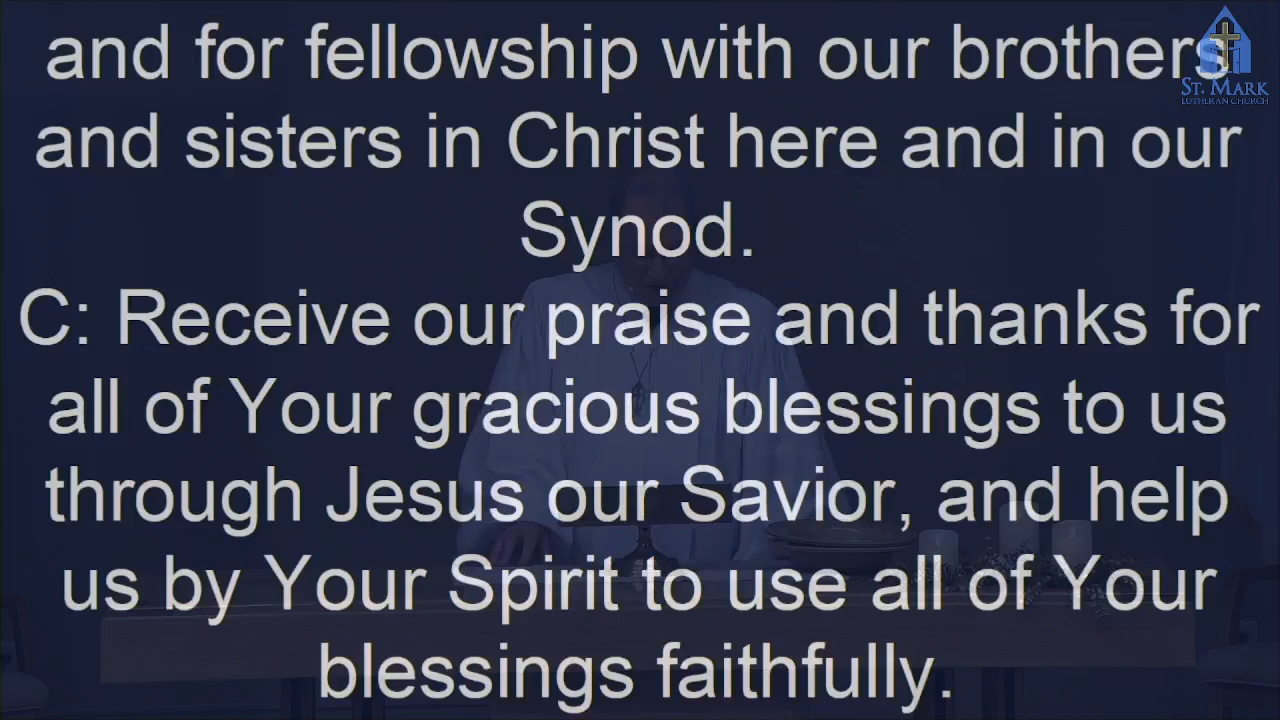 and for fellowship with our brothers
and sisters in Christ here and in our
Synod.
C: Receive our praise and thanks for
all of Your gracious blessings to us
through Jesus our Savior, and help
us by Your Spirit to use all of Your
blessings faithfully.
ST. MARK
LUTHERAN CHURCH